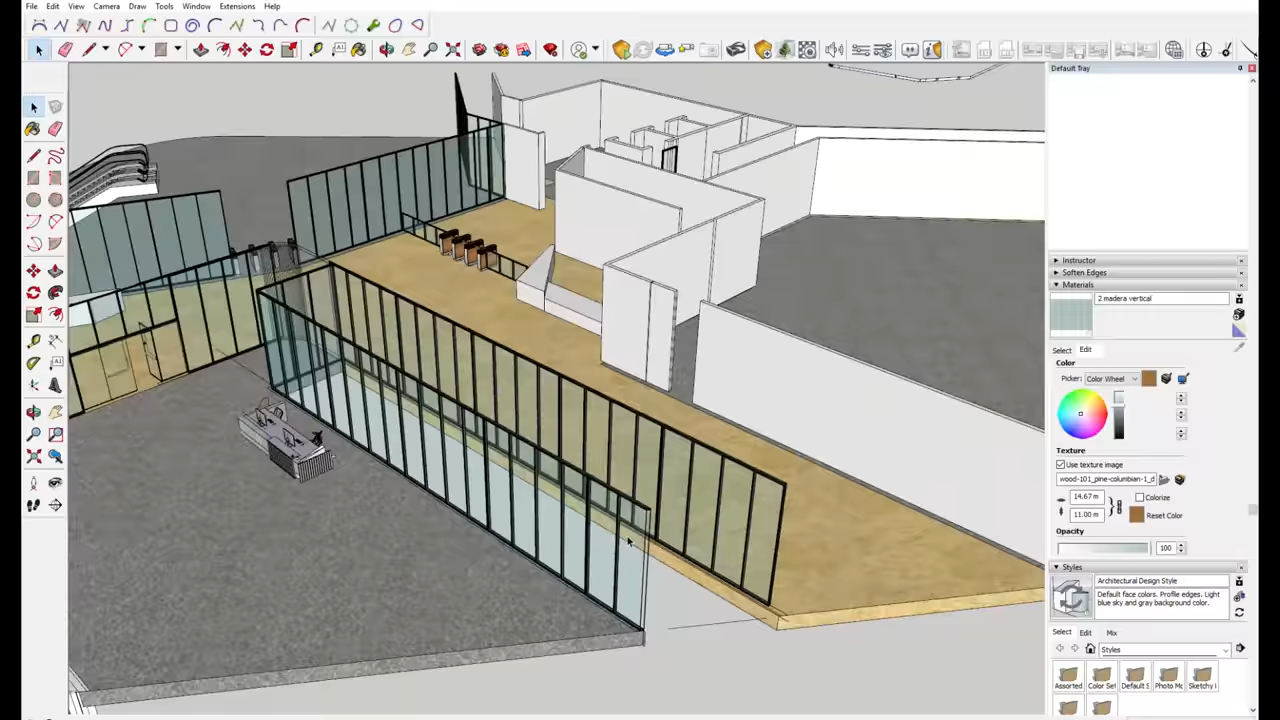 File Edit View Camera Draw Tools Window Extensions Help
Default Tray
Instructor
Soften Edges
Materials
2.madera vertical
Select Edit
Color
Picker: Color Wheel
Texture
Use texture image
wood-101_pine-columbian-1_d
14.67 m
Colorize
11.00 m
Reset Color
Opacity
100
Styles
Architectural Design Style
Default face colors. Profile edges. Light
blue sky and gray background color.
Select Edit Mix
Styles
Assorted Color Set Default S Photo Mo Sketchy